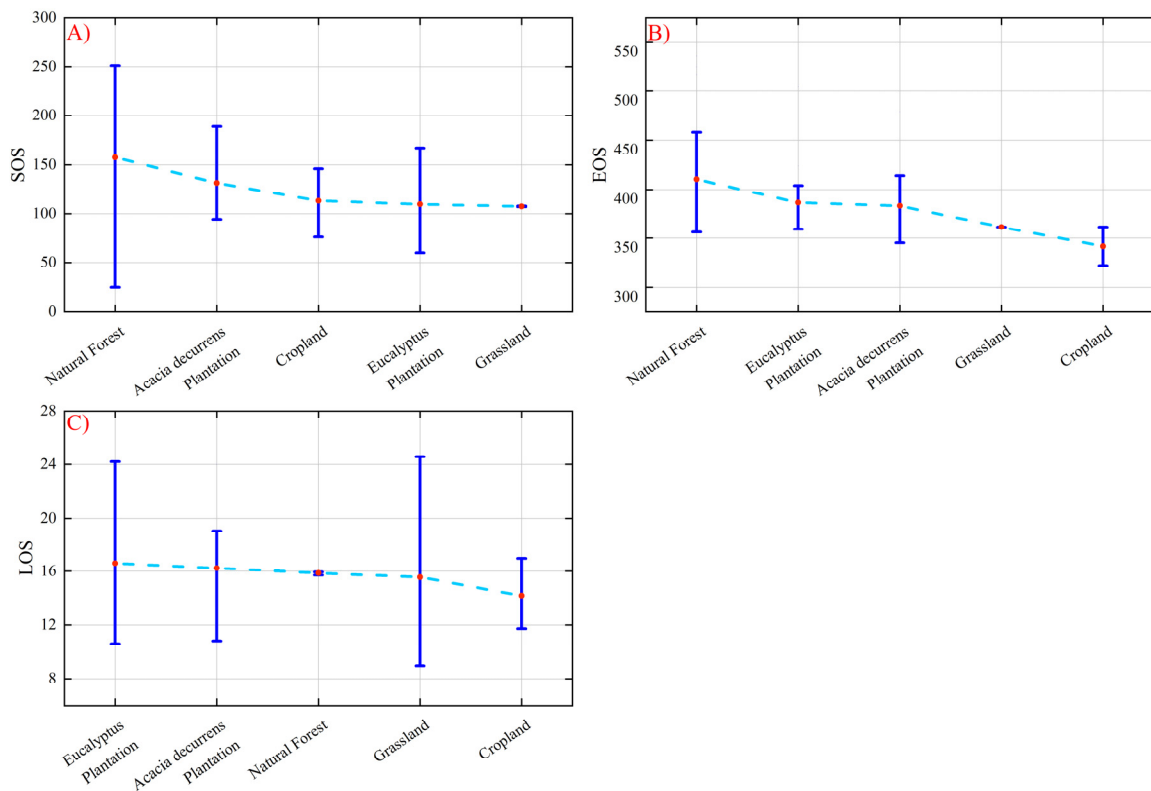 A)
SOS
300
250
200
150
100
50
0
Natural Forest
Acacia decurrens
Plantation
Cropland
Eucalyptus
Plantation
Grassland
B)
EOS
550
500
450
400
350
300
Natural Forest
Eucalyptus
Plantation
Acacia decurrens
Plantation
Grassland
Cropland
C)
LOS
28
24
20
16
12
8
Eucalyptus
Plantation
Acacia decurrens
Plantation
Natural Forest
Grassland
Cropland